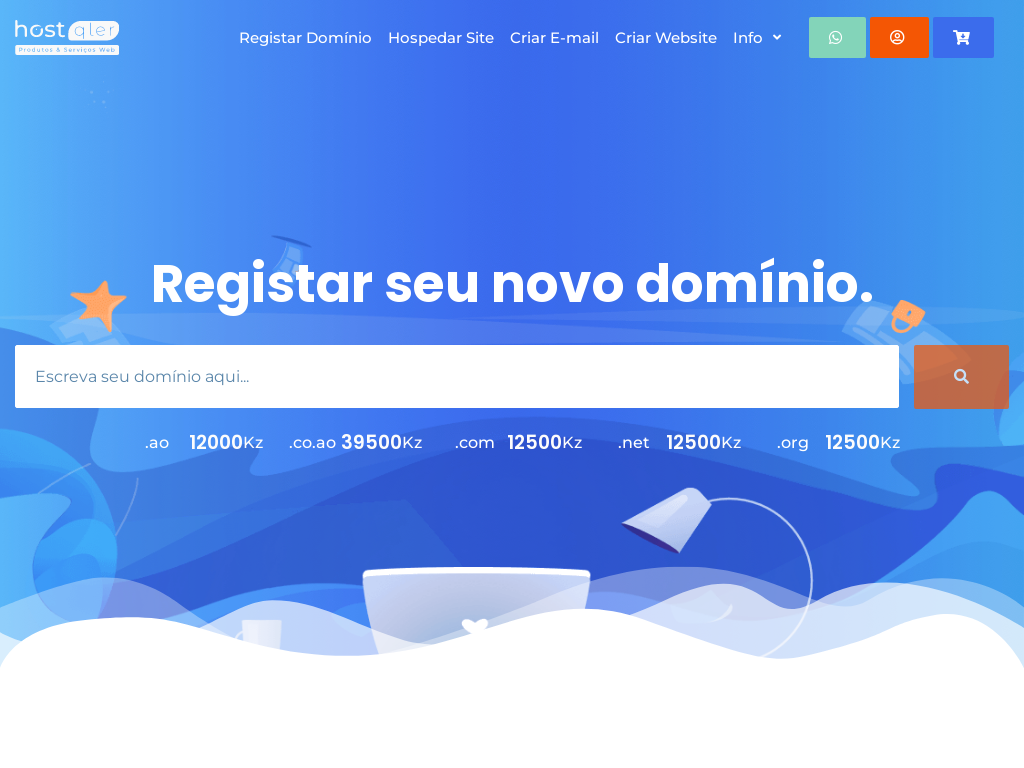 host qler
Produtos & Serviços Web
Registar Domínio Hospedar Site Criar E-mail Criar Website Info
Registar seu novo domínio.
Escreva seu domínio aqui...
.ao 12000Kz .co.ao 39500Kz .com 12500Kz .net 12500Kz .org 12500Kz